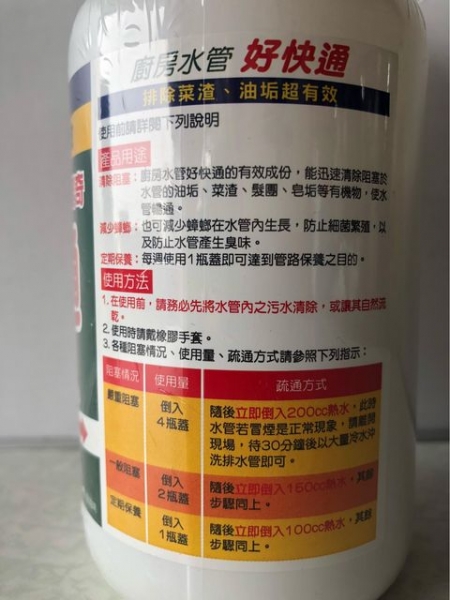 廚房水管 好快通
排除菜渣、油垢超有效
使用前請詳閱下列說明
產品用途
清除阻塞：廚房水管好快通的有效成份，能迅速清除阻塞於
水管的油垢、菜渣、髮團、皂垢等有機物，使水
管暢通。
減少蟑螂：也可減少蟑螂在水管內生長，防止細菌繁殖，以
及防止水管產生臭味。
定期保養：每週使用1瓶蓋即可達到管路保養之目的。
使用方法
1. 在使用前，請務必先將水管內之污水清除，或讓其自然流
乾。
2. 使用時請戴橡膠手套。
3. 各種阻塞情況、使用量、疏通方式請參照下列指示：
阻塞情況 使用量 疏通方式
嚴重阻塞 倒入 隨後立即倒入200cc熱水，此時
4瓶蓋 水管若冒煙是正常現象，請離開
現場，待30分鐘後以大量冷水沖
洗排水管即可。
一般阻塞 倒入 隨後立即倒入150cc熱水，其餘
2瓶蓋 步驟同上。
定期保養 倒入 隨後立即倒入100cc熱水，其餘
1瓶蓋 步驟同上。